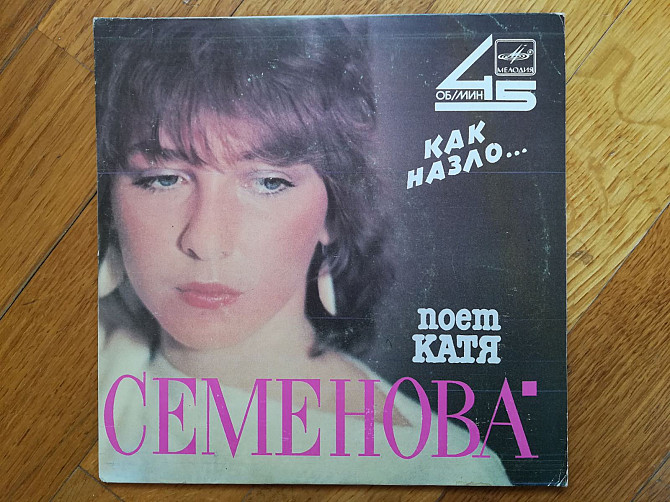 45
ОБ/МИН
МЕЛОДИЯ
КАК
НАЗЛО...
поет
КАТЯ
СЕМЕНОВА